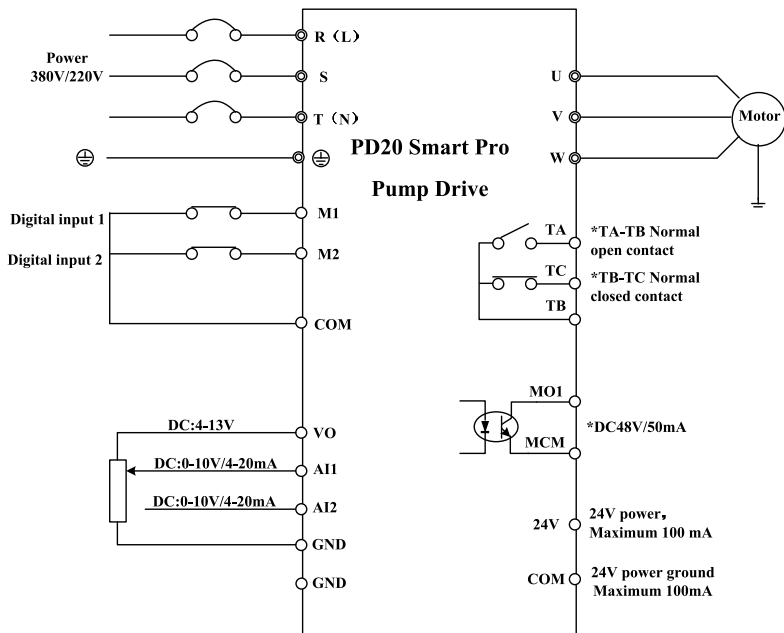 Power
380V/220V
R（L）
S
T（N）
PD20 Smart Pro
Pump Drive
U
V
W
Motor
Digital input 1
M1
Digital input 2
M2
COM
TA
*TA-TB Normal
open contact
TC
*TB-TC Normal
closed contact
TB
DC:4-13V
VO
DC:0-10V/4-20mA
AI1
DC:0-10V/4-20mA
AI2
GND
GND
MO1
*DC48V/50mA
MCM
24V
24V power，
Maximum 100 mA
COM
24V power ground
Maximum 100mA